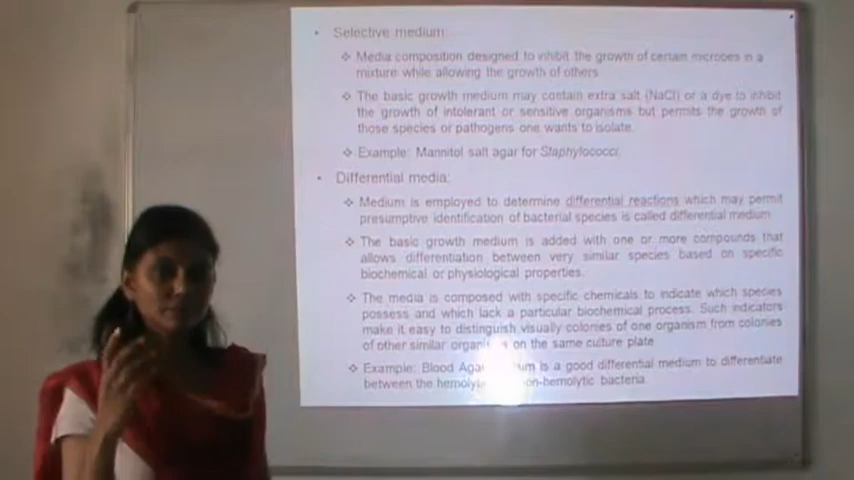 • Selective medium:
❖ Media composition designed to inhibit the growth of certain microbes in a
mixture while allowing the growth of others
❖ The basic growth medium may contain extra salt (NaCl) or a dye to inhibit
the growth of intolerant or sensitive organisms but permits the growth of
those species or pathogens one wants to isolate.
❖ Example: Mannitol salt agar for Staphylococci.
• Differential media:
❖ Medium is employed to determine differential reactions which may permit
presumptive identification of bacterial species is called differential medium.
❖ The basic growth medium is added with one or more compounds that
allows differentiation between very similar species based on specific
biochemical or physiological properties.
❖ The media is composed with specific chemicals to indicate which species
possess and which lack a particular biochemical process. Such indicators
make it easy to distinguish visually colonies of one organism from colonies
of other similar on the same culture plate
❖ Example: Blood is a good differential medium to differentiate
between the bacteria.